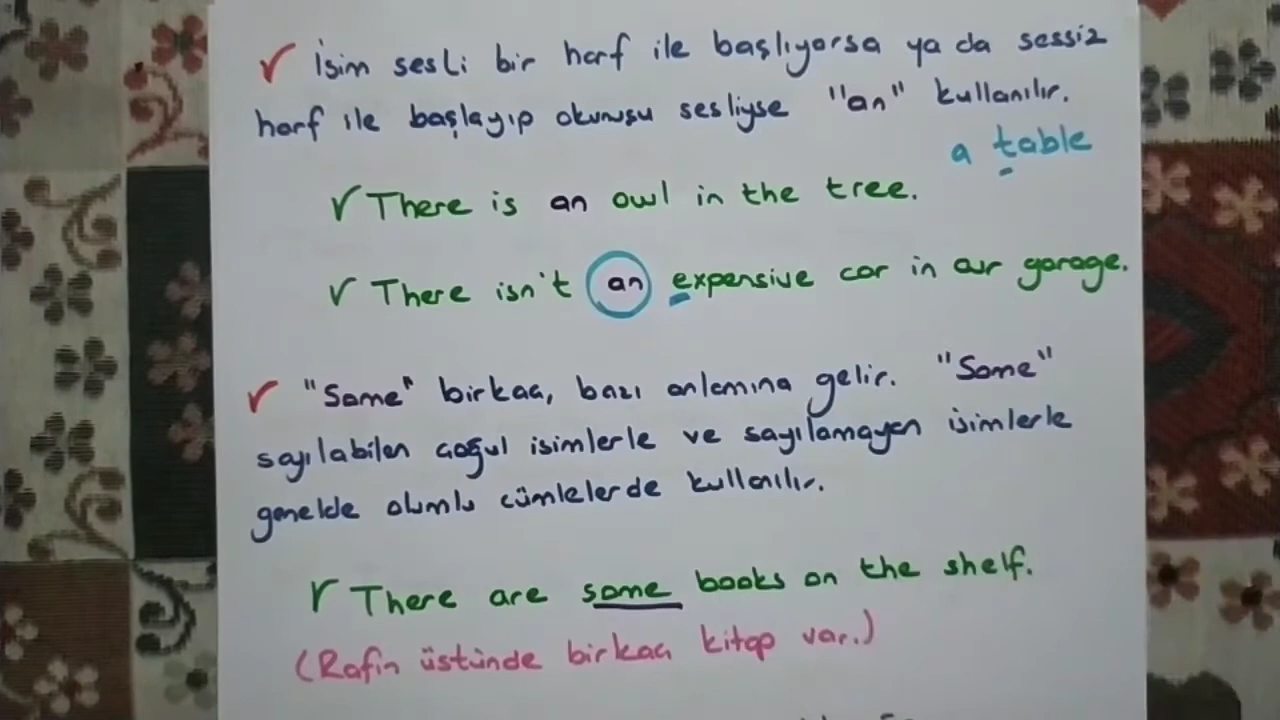 ✓ İsim sesli bir harf ile başlıyorsa ya da sessiz
harf ile başlayıp okunuşu sesliyse "an" kullanılır.
a table
✓ There is an owl in the tree.
✓ There isn't an expensive car in our garage.
✓ "Some" birkaç, bazı anlamına gelir. "Some"
sayılabilen çoğul isimlerle ve sayılamayan isimlerle
genelde olumlu cümlelerde kullanılır.
✓ There are some books on the shelf.
(Rafın üstünde birkaç kitap var.)